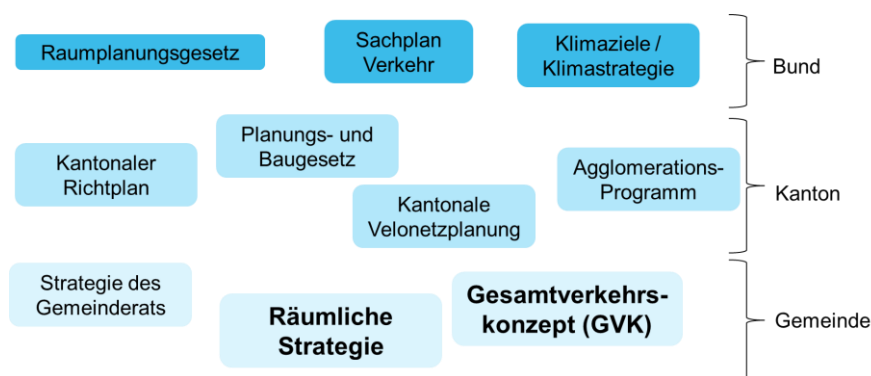 Raumplanungsgesetz
Sachplan
Verkehr
Klimaziele /
Klimastrategie
Bund
Kantonaler
Richtplan
Planungs- und
Baugesetz
Kantonale
Velonetzplanung
Agglomerations-
Programm
Kanton
Strategie des
Gemeinderats
Räumliche
Strategie
Gesamtverkehrs-
konzept (GVK)
Gemeinde